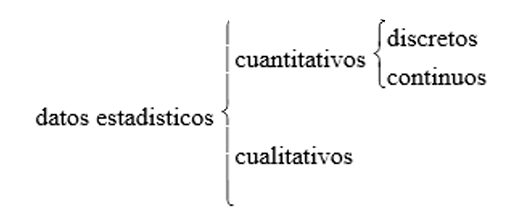 discretos
cuantitativos
continuos
datos estadisticos
cualitativos